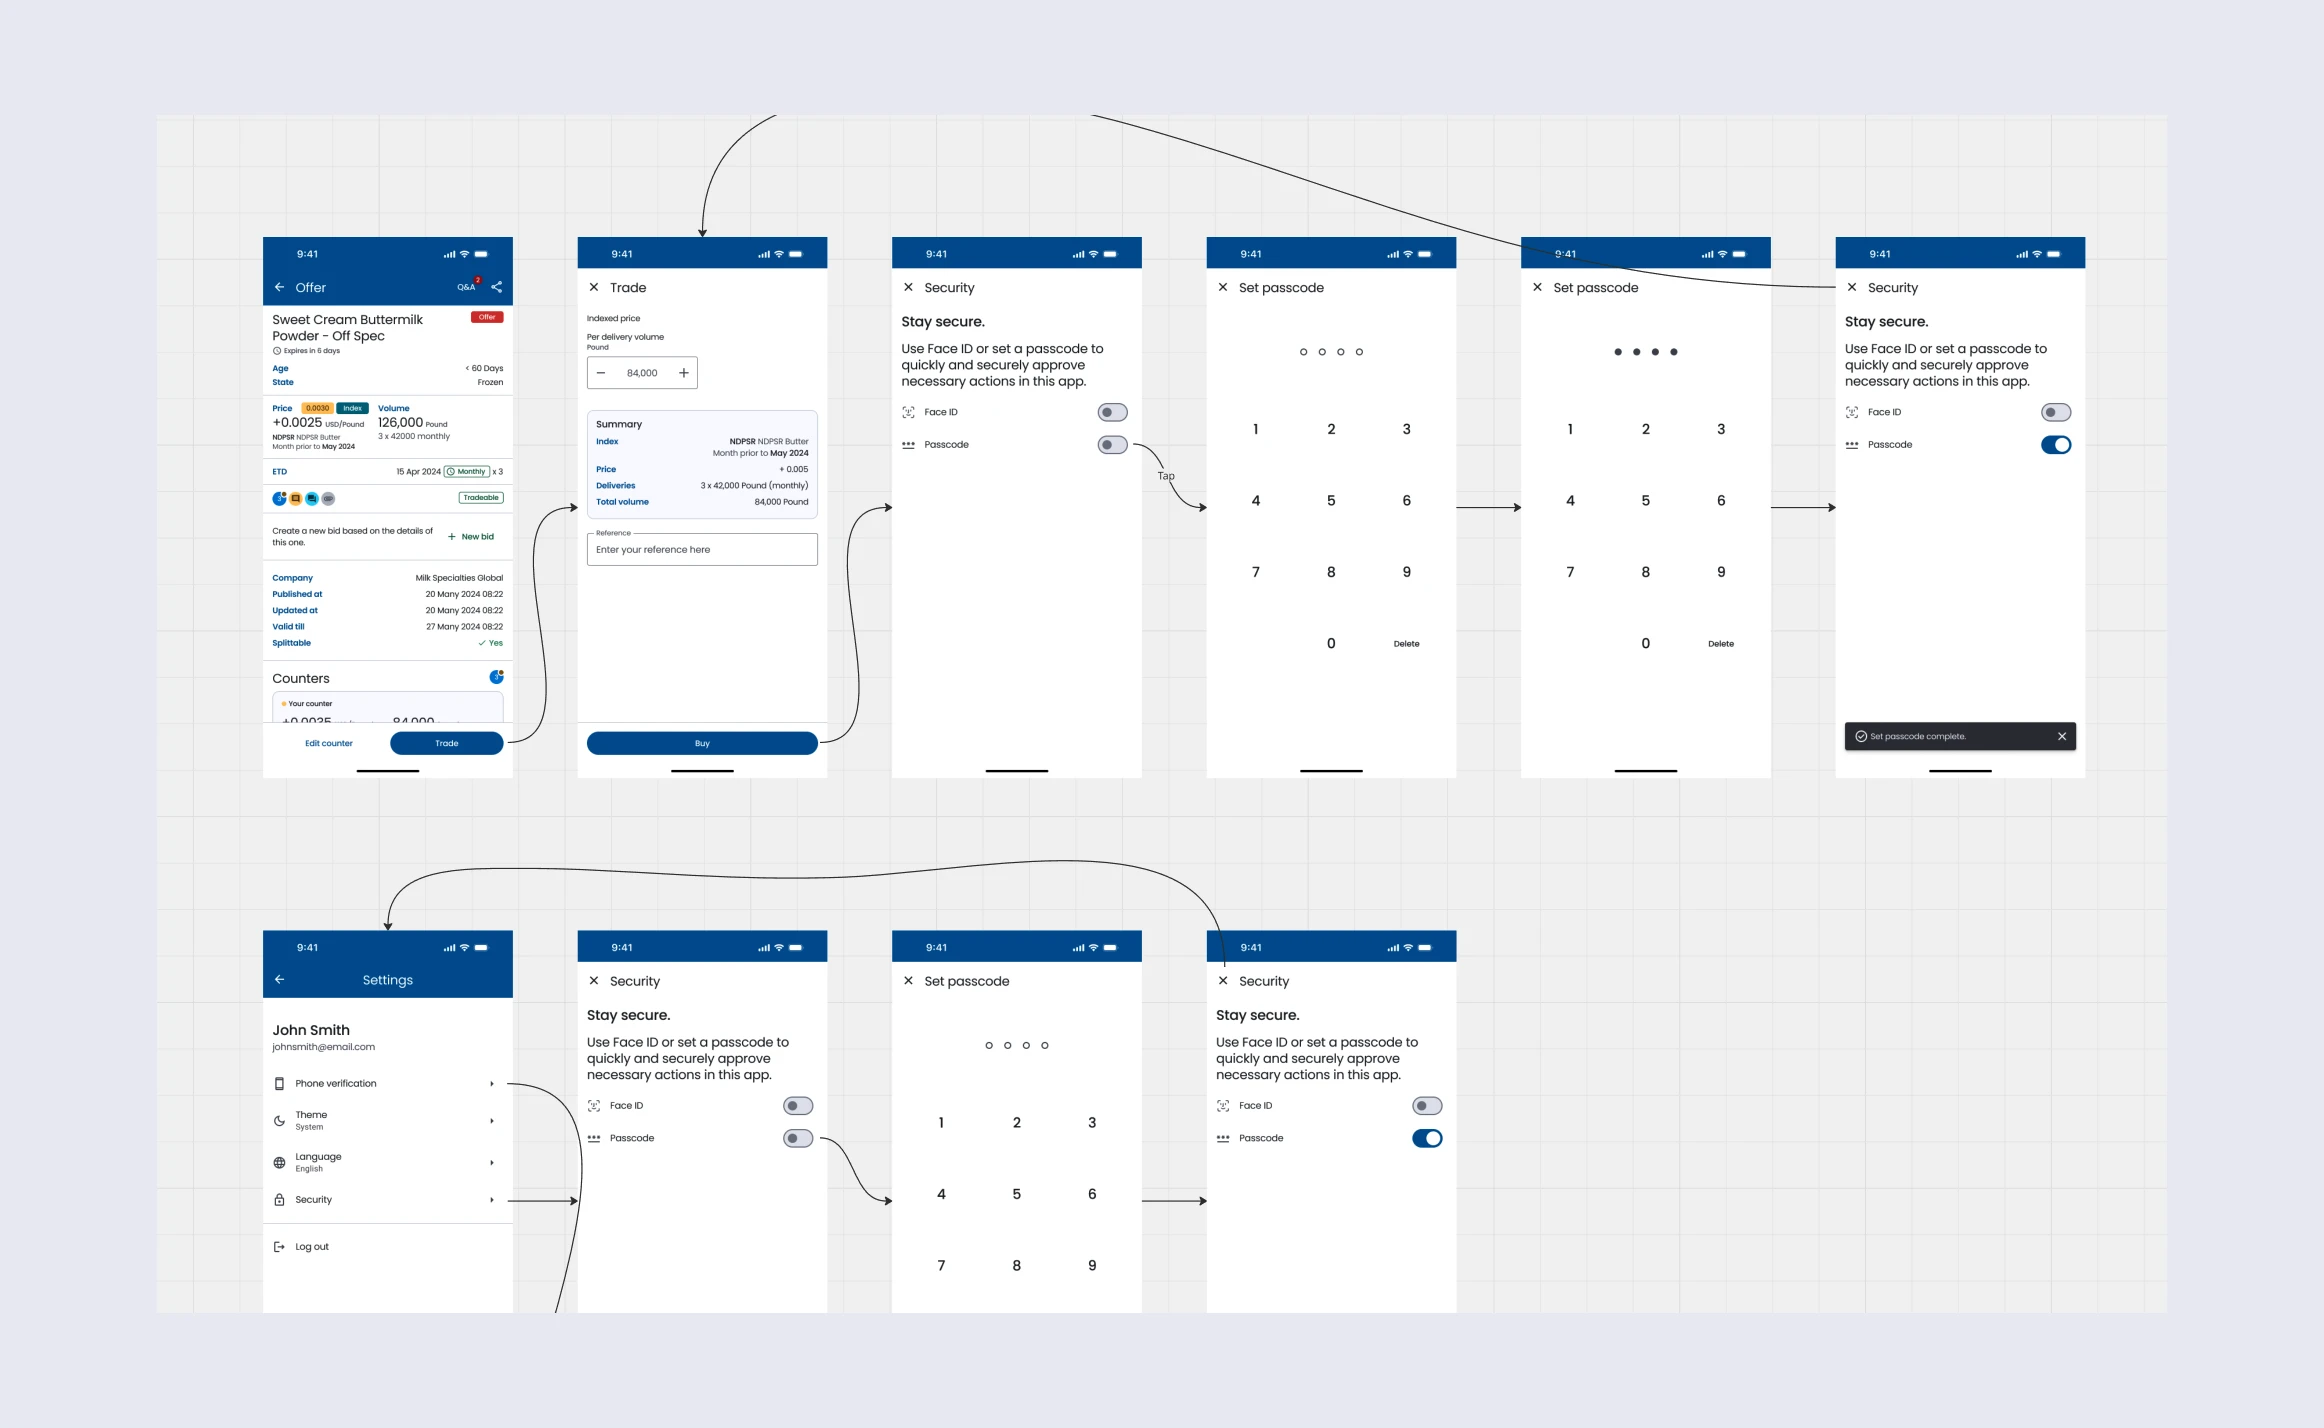 9:41
Offer
Q&A 2
Sweet Cream Buttermilk
Powder - Off Spec
Offer
Expires in 6 days
Age < 60 Days
State Frozen
Price 0.0030 Index Volume
+0.0025 USD/Pound 126,000 Pound
NDPSR NDPSR Butter 3 x 42000 monthly
Month prior to May 2024
ETD 15 Apr 2024 Monthly x 3
3
Tradeable
Create a new bid based on the details of
this one.
+ New bid
Company Milk Specialties Global
Published at 20 Many 2024 08:22
Updated at 20 Many 2024 08:22
Valid till 27 Many 2024 08:22
Splittable Yes
Counters 3
Your counter
+0.0035 84,000
Edit counter Trade
9:41
Trade
Indexed price
Per delivery volume
Pound
− 84,000 +
Summary
Index NDPSR NDPSR Butter
Month prior to May 2024
Price + 0.005
Deliveries 3 x 42,000 Pound (monthly)
Total volume 84,000 Pound
Reference
Enter your reference here
Buy
9:41
Security
Stay secure.
Use Face ID or set a passcode to
quickly and securely approve
necessary actions in this app.
Face ID
Passcode
Tap
9:41
Set passcode
1 2 3
4 5 6
7 8 9
0 Delete
9:41
Set passcode
1 2 3
4 5 6
7 8 9
0 Delete
9:41
Security
Stay secure.
Use Face ID or set a passcode to
quickly and securely approve
necessary actions in this app.
Face ID
Passcode
Set passcode complete.
9:41
Settings
John Smith
johnsmith@email.com
Phone verification
Theme
System
Language
English
Security
Log out
9:41
Security
Stay secure.
Use Face ID or set a passcode to
quickly and securely approve
necessary actions in this app.
Face ID
Passcode
9:41
Set passcode
1 2 3
4 5 6
7 8 9
9:41
Security
Stay secure.
Use Face ID or set a passcode to
quickly and securely approve
necessary actions in this app.
Face ID
Passcode